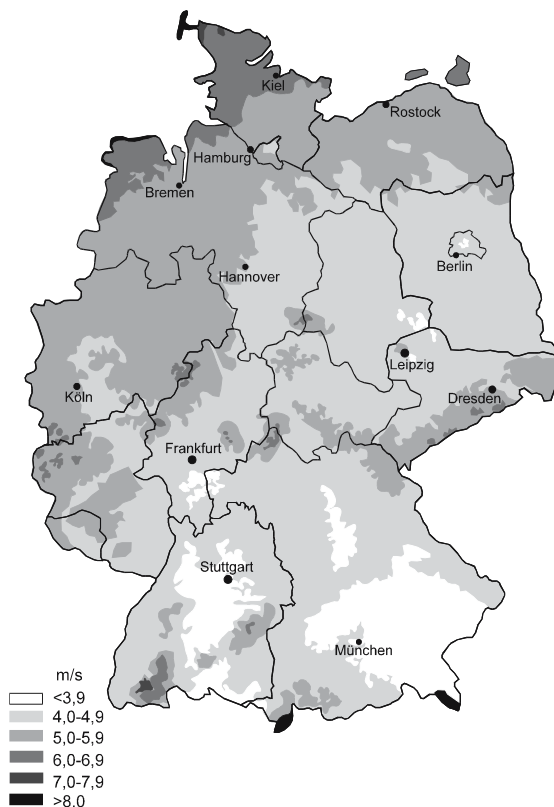 Kiel
Rostock
Hamburg
Bremen
Berlin
Hannover
Leipzig
Köln
Dresden
Frankfurt
Stuttgart
München
m/s
<3,9
4,0-4,9
5,0-5,9
6,0-6,9
7,0-7,9
>8,0